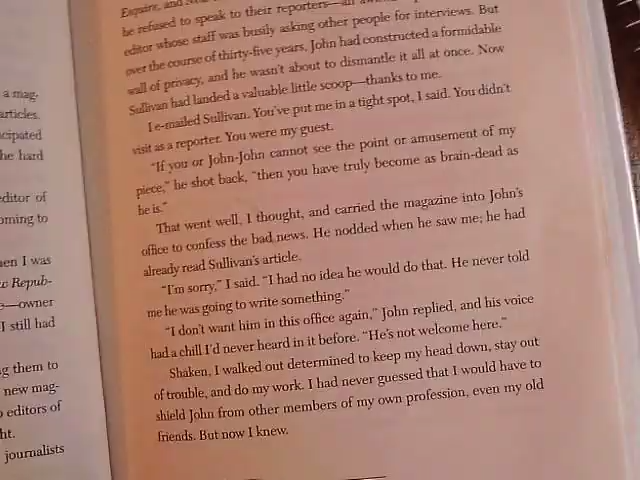 a mag-
articles.
cipated
he hard
editor of
oming to
en I was
Repub-
—owner
I still had
g them to
new mag-
editors of
ht.
journalists
Esquire, and
he refused to speak to their reporters—an
editor whose staff was busily asking other people for interviews. But
over the course of thirty-five years, John had constructed a formidable
wall of privacy, and he wasn't about to dismantle it all at once. Now
Sullivan had landed a valuable little scoop—thanks to me.
I e-mailed Sullivan. You've put me in a tight spot, I said. You didn't
visit as a reporter. You were my guest.
"If you or John-John cannot see the point or amusement of my
piece," he shot back, "then you have truly become as brain-dead as
he is."
That went well, I thought, and carried the magazine into John's
office to confess the bad news. He nodded when he saw me; he had
already read Sullivan's article.
"I'm sorry," I said. "I had no idea he would do that. He never told
me he was going to write something."
"I don't want him in this office again," John replied, and his voice
had a chill I'd never heard in it before. "He's not welcome here."
Shaken, I walked out determined to keep my head down, stay out
of trouble, and do my work. I had never guessed that I would have to
shield John from other members of my own profession, even my old
friends. But now I knew.